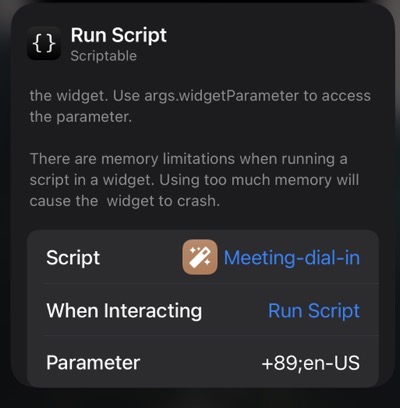 {} Run Script
Scriptable
the widget. Use args.widgetParameter to access
the parameter.
There are memory limitations when running a
script in a widget. Using too much memory will
cause the  widget to crash.
Script Meeting-dial-in
When Interacting Run Script
Parameter +89;en-US